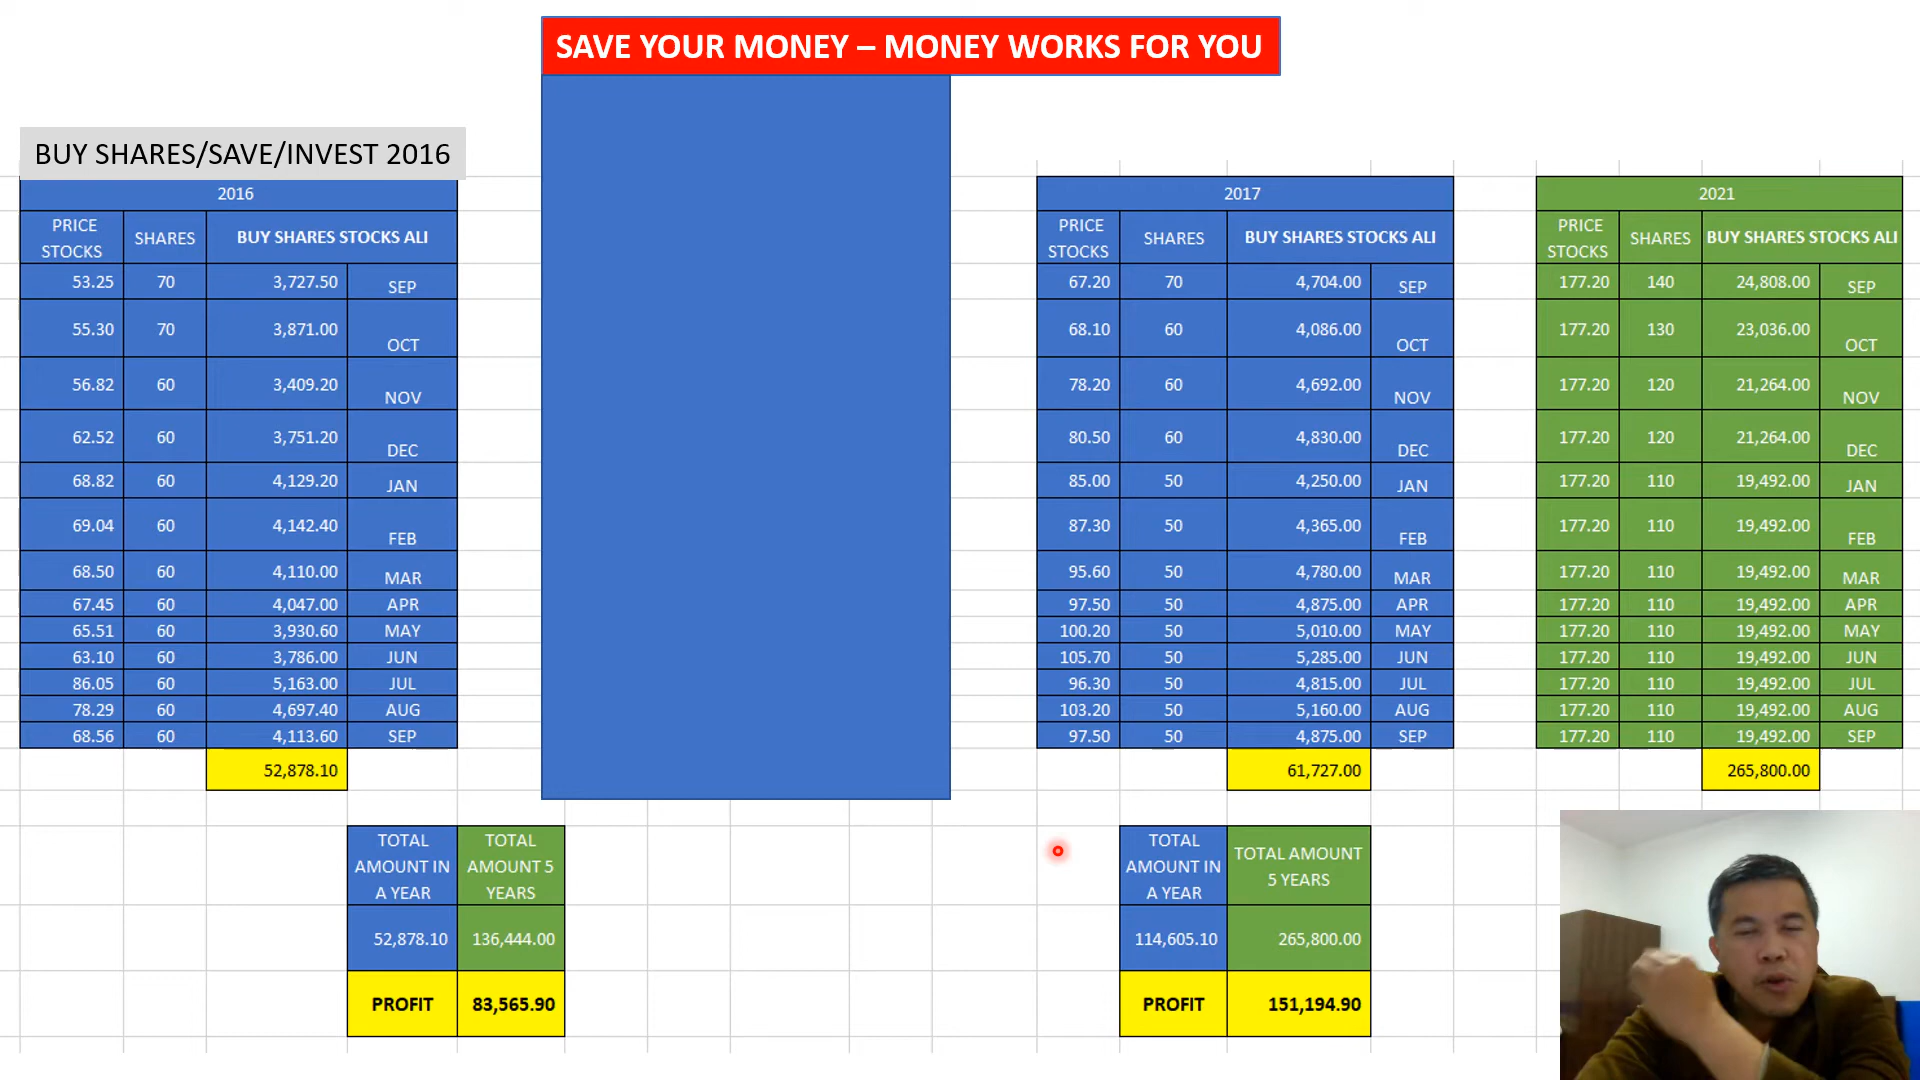 SAVE YOUR MONEY – MONEY WORKS FOR YOU
BUY SHARES/SAVE/INVEST 2016
2016
PRICE STOCKS SHARES BUY SHARES STOCKS ALI
53.25 70 3,727.50 SEP
55.30 70 3,871.00 OCT
56.82 60 3,409.20 NOV
62.52 60 3,751.20 DEC
68.82 60 4,129.20 JAN
69.04 60 4,142.40 FEB
68.50 60 4,110.00 MAR
67.45 60 4,047.00 APR
65.51 60 3,930.60 MAY
63.10 60 3,786.00 JUN
86.05 60 5,163.00 JUL
78.29 60 4,697.40 AUG
68.56 60 4,113.60 SEP
52,878.10
2017
PRICE STOCKS SHARES BUY SHARES STOCKS ALI
67.20 70 4,704.00 SEP
68.10 60 4,086.00 OCT
78.20 60 4,692.00 NOV
80.50 60 4,830.00 DEC
85.00 50 4,250.00 JAN
87.30 50 4,365.00 FEB
95.60 50 4,780.00 MAR
97.50 50 4,875.00 APR
100.20 50 5,010.00 MAY
105.70 50 5,285.00 JUN
96.30 50 4,815.00 JUL
103.20 50 5,160.00 AUG
97.50 50 4,875.00 SEP
61,727.00
2021
PRICE STOCKS SHARES BUY SHARES STOCKS ALI
177.20 140 24,808.00 SEP
177.20 130 23,036.00 OCT
177.20 120 21,264.00 NOV
177.20 120 21,264.00 DEC
177.20 110 19,492.00 JAN
177.20 110 19,492.00 FEB
177.20 110 19,492.00 MAR
177.20 110 19,492.00 APR
177.20 110 19,492.00 MAY
177.20 110 19,492.00 JUN
177.20 110 19,492.00 JUL
177.20 110 19,492.00 AUG
177.20 110 19,492.00 SEP
265,800.00
TOTAL AMOUNT IN A YEAR TOTAL AMOUNT 5 YEARS
52,878.10 136,444.00
PROFIT 83,565.90
TOTAL AMOUNT IN A YEAR TOTAL AMOUNT 5 YEARS
114,605.10 265,800.00
PROFIT 151,194.90